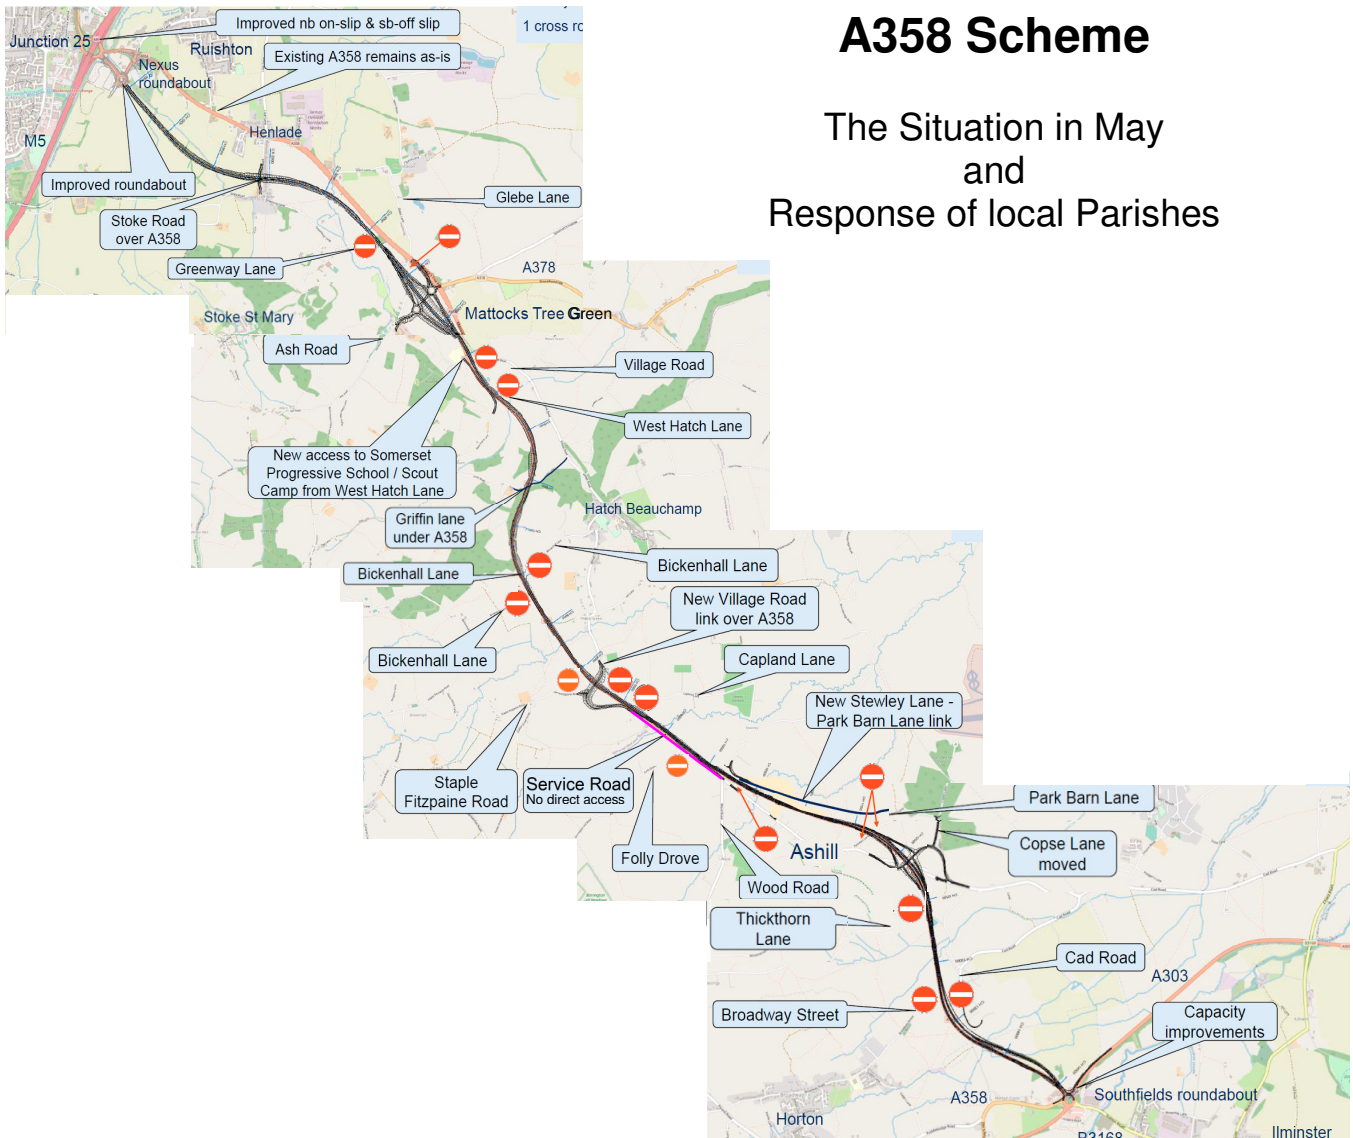 A358 Scheme
The Situation in May
and
Response of local Parishes
Improved nb on-slip & sb-off slip
1 cross ro
Junction 25
Ruishton
Existing A358 remains as-is
Nexus
roundabout
Henlade
M5
Improved roundabout
Glebe Lane
Stoke Road
over A358
Greenway Lane
A378
Stoke St Mary
Mattocks Tree Green
Ash Road
Village Road
West Hatch Lane
New access to Somerset
Progressive School / Scout
Camp from West Hatch Lane
Griffin lane
under A358
Hatch Beauchamp
Bickenhall Lane
Bickenhall Lane
New Village Road
link over A358
Bickenhall Lane
Capland Lane
New Stewley Lane -
Park Barn Lane link
Staple
Fitzpaine Road
Service Road
No direct access
Park Barn Lane
Copse Lane
moved
Ashill
Folly Drove
Wood Road
Thickthorn
Lane
Cad Road
A303
Broadway Street
Capacity
improvements
A358
Southfields roundabout
Horton
Ilminster
B3168